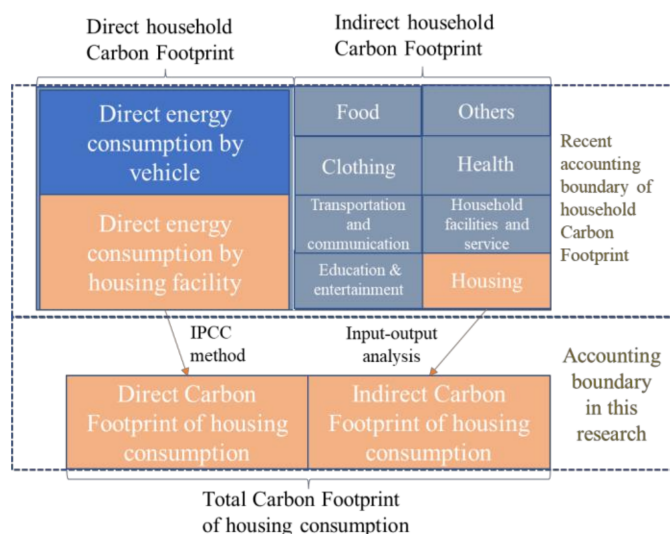 Direct household
Carbon Footprint
Indirect household
Carbon Footprint
Direct energy
consumption by
vehicle
Direct energy
consumption by
housing facility
Food
Others
Clothing
Health
Transportation
and
communication
Household
facilities and
service
Education &
entertainment
Housing
Recent
accounting
boundary of
household
Carbon
Footprint
IPCC
method
Input-output
analysis
Direct Carbon
Footprint of housing
consumption
Indirect Carbon
Footprint of housing
consumption
Accounting
boundary
in this
research
Total Carbon Footprint
of housing consumption